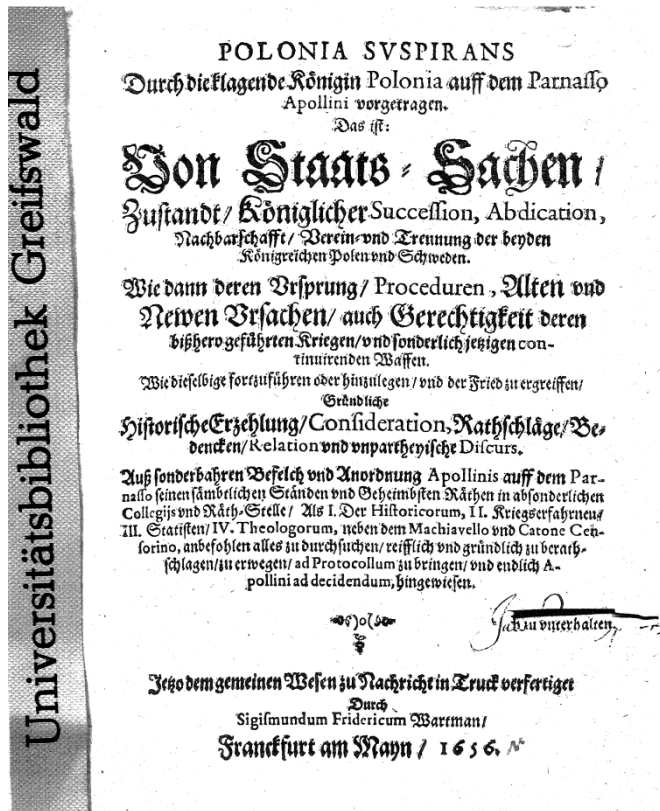 Universitätsbibliothek Greifswald
POLONIA SVSPIRANS
Durch die klagende Königin Polonia auff dem Parnasso
Apollini vorgetragen.
Das ist:
Von Staats-Sachen/
Zustandt/ Königlicher Succession, Abdication,
Nachbarschafft/ Verein- vnd Trennung der beyden
Königreichen Polen vnd Schweden.
Wie dann deren Vrsprung/ Proceduren, Alten vnd
Newen Vrsachen/ auch Gerechtigkeit deren
bißhero geführten Kriegen/ vnd sonderlich jetzigen con-
tinuirenden Waffen.
Wie dieselbige fortzuführen oder hinzulegen/ vnd der Fried zu ergreiffen/
Gründliche
Historische Erzehlung/ Consideration, Rathschläge/ Be-
dencken/ Relation vnd vnpartheyische Discurs.
Auß sonderbahren Befelch vnd Anordnung Apollinis auff dem Par-
nasso seinen sämbtlichen Ständen vnd Geheimbsten Räthen in absonderlichen
Collegijs vnd Räth-Stelle/ Als I. Der Historicorum, II. Kriegserfahrnen/
III. Statisten/ IV. Theologorum, neben dem Machiavello vnd Catone Cen-
sorino, anbefohlen alles zu durchsuchen/ reifflich vnd gründlich zu berath-
schlagen/ zu erwegen/ ad Protocollum zu bringen/ vnd endlich A-
pollini ad decidendum, hingewiesen.
zu vnterhalten,
Jetzo dem gemeinen Wesen zu Nachricht in Truck verfertiget
Durch
Sigismundum Fridericum Wartman/
Franckfurt am Mayn/ 1656.